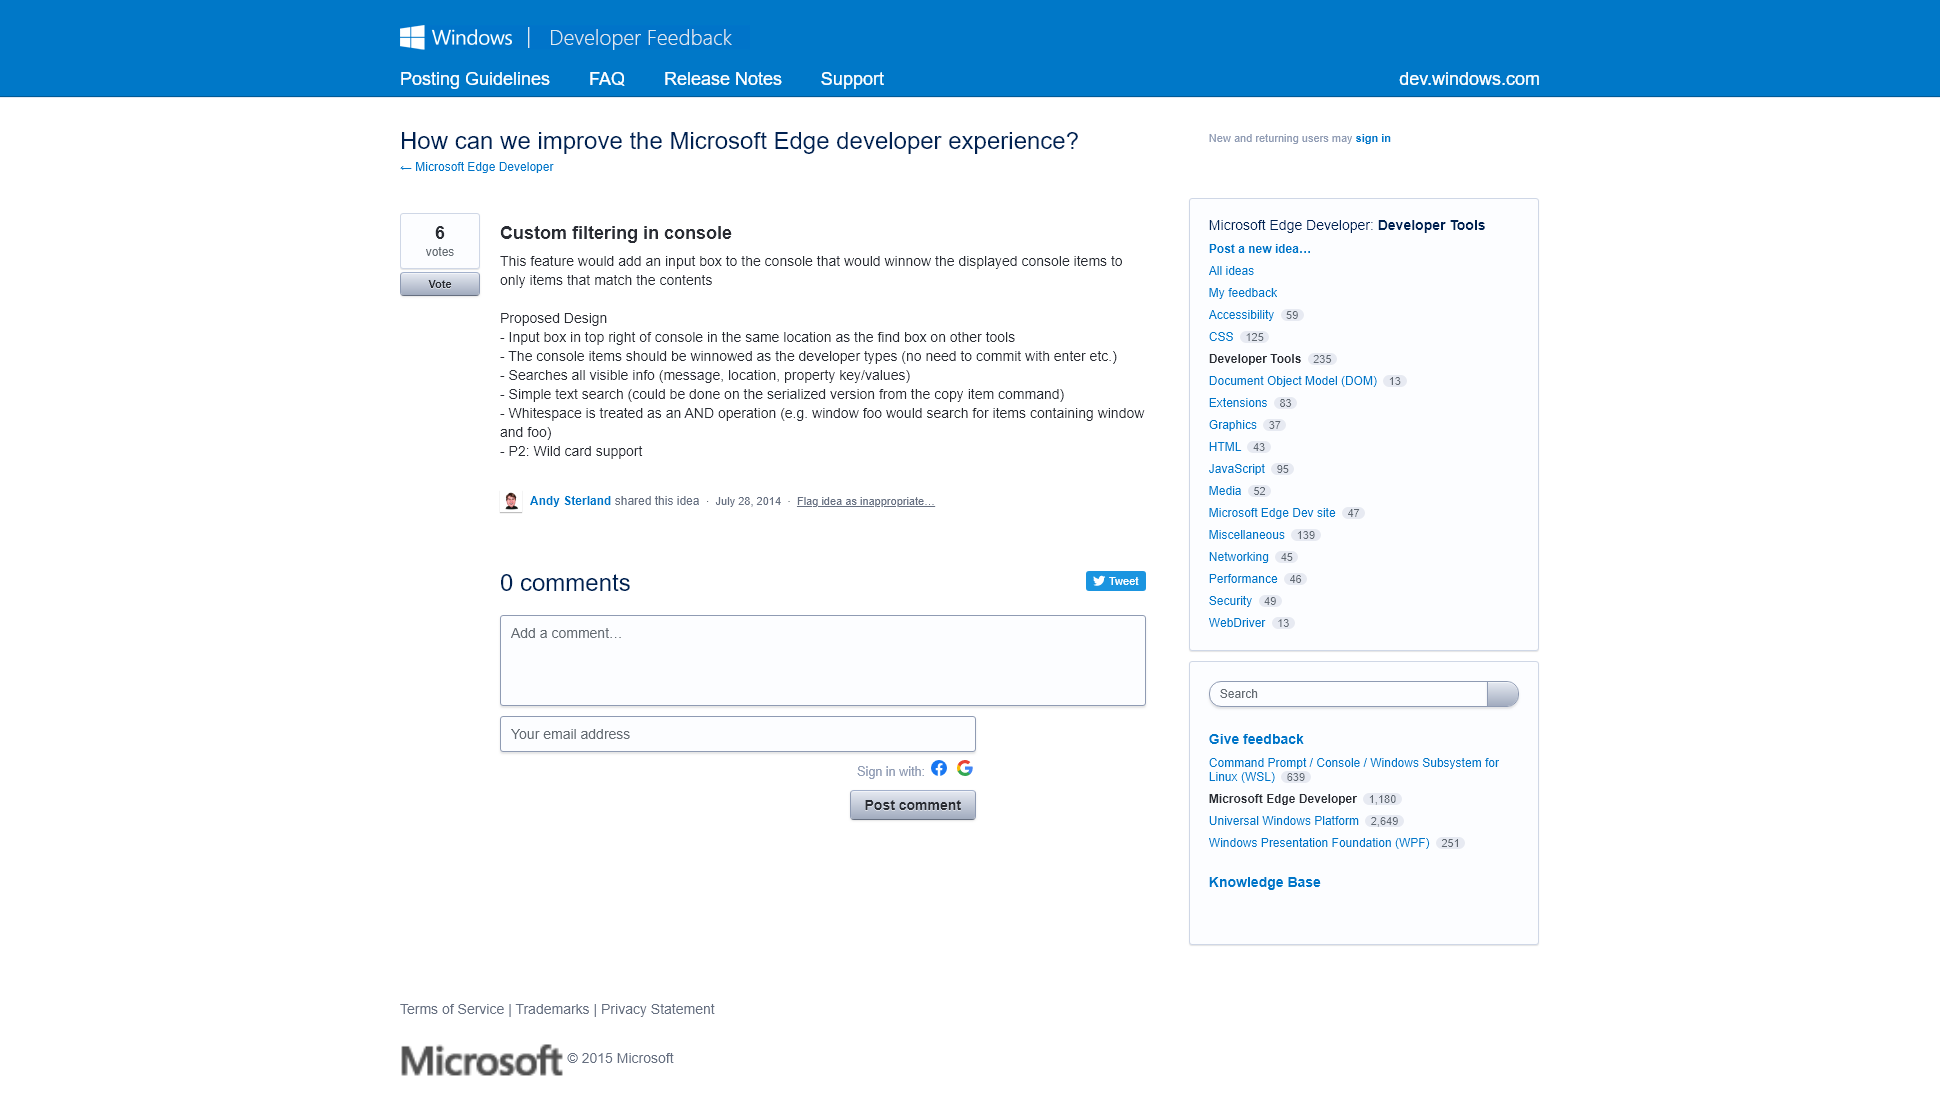 Windows | Developer Feedback
Posting Guidelines FAQ Release Notes Support dev.windows.com
How can we improve the Microsoft Edge developer experience?
← Microsoft Edge Developer
New and returning users may sign in
6
votes
Vote
Custom filtering in console
This feature would add an input box to the console that would winnow the displayed console items to
only items that match the contents
Proposed Design
- Input box in top right of console in the same location as the find box on other tools
- The console items should be winnowed as the developer types (no need to commit with enter etc.)
- Searches all visible info (message, location, property key/values)
- Simple text search (could be done on the serialized version from the copy item command)
- Whitespace is treated as an AND operation (e.g. window foo would search for items containing window
and foo)
- P2: Wild card support
Andy Sterland shared this idea · July 28, 2014 · Flag idea as inappropriate…
0 comments
Tweet
Add a comment…
Your email address
Sign in with:
Post comment
Microsoft Edge Developer: Developer Tools
Post a new idea…
All ideas
My feedback
Accessibility 59
CSS 125
Developer Tools 235
Document Object Model (DOM) 13
Extensions 83
Graphics 37
HTML 43
JavaScript 95
Media 52
Microsoft Edge Dev site 47
Miscellaneous 139
Networking 45
Performance 46
Security 49
WebDriver 13
Search
Give feedback
Command Prompt / Console / Windows Subsystem for
Linux (WSL) 639
Microsoft Edge Developer 1,180
Universal Windows Platform 2,649
Windows Presentation Foundation (WPF) 251
Knowledge Base
Terms of Service | Trademarks | Privacy Statement
Microsoft © 2015 Microsoft